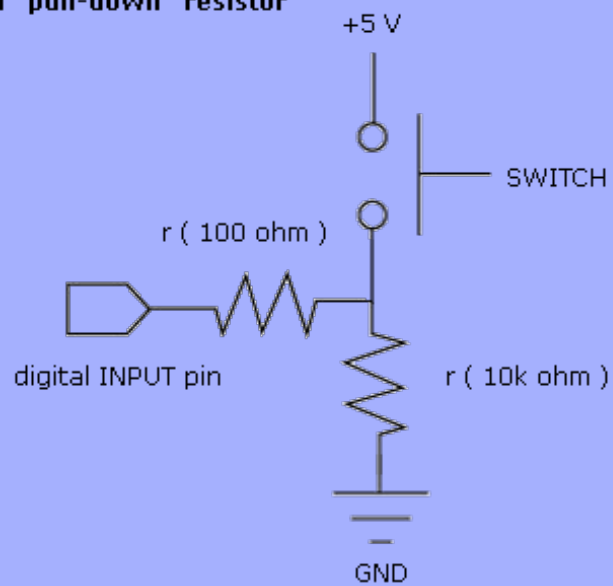 pull-down resistor
+5 V
SWITCH
r ( 100 ohm )
digital INPUT pin
r ( 10k ohm )
GND